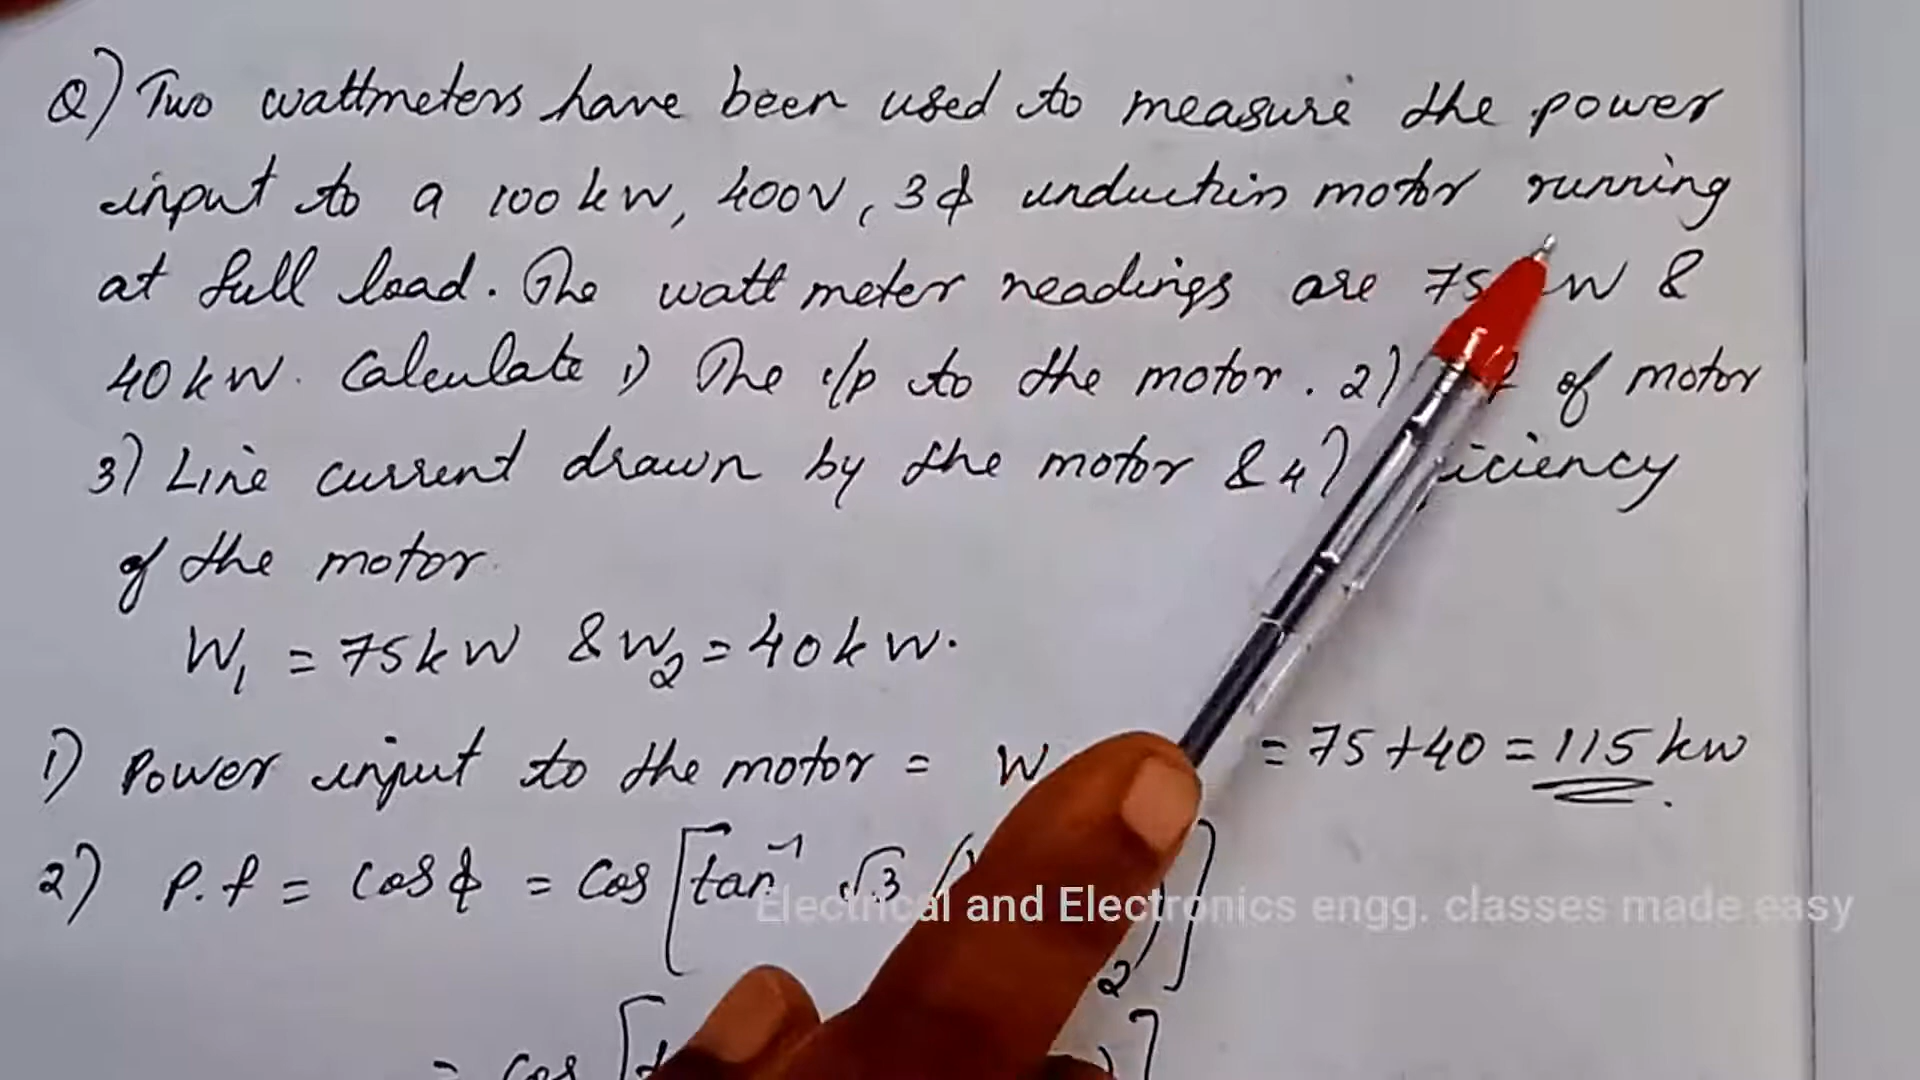 Q) Two wattmeters have been used to measure the power
input to a 100 kW, 400V, 3ϕ induction motor running
at full load. The watt meter readings are 75 W &
40 kW. Calculate 1) The i/p to the motor. 2) of motor
3) Line current drawn by the motor & 4) iciency
of the motor.
W1 = 75 kW & W2 = 40 kW.
1) Power input to the motor = W = 75 + 40 = 115 kW.
2) P.f = cos ϕ = cos [tan⁻¹ √3 ( 2 )]
Electrical and Electronics engg. classes made easy
= cos [t )]